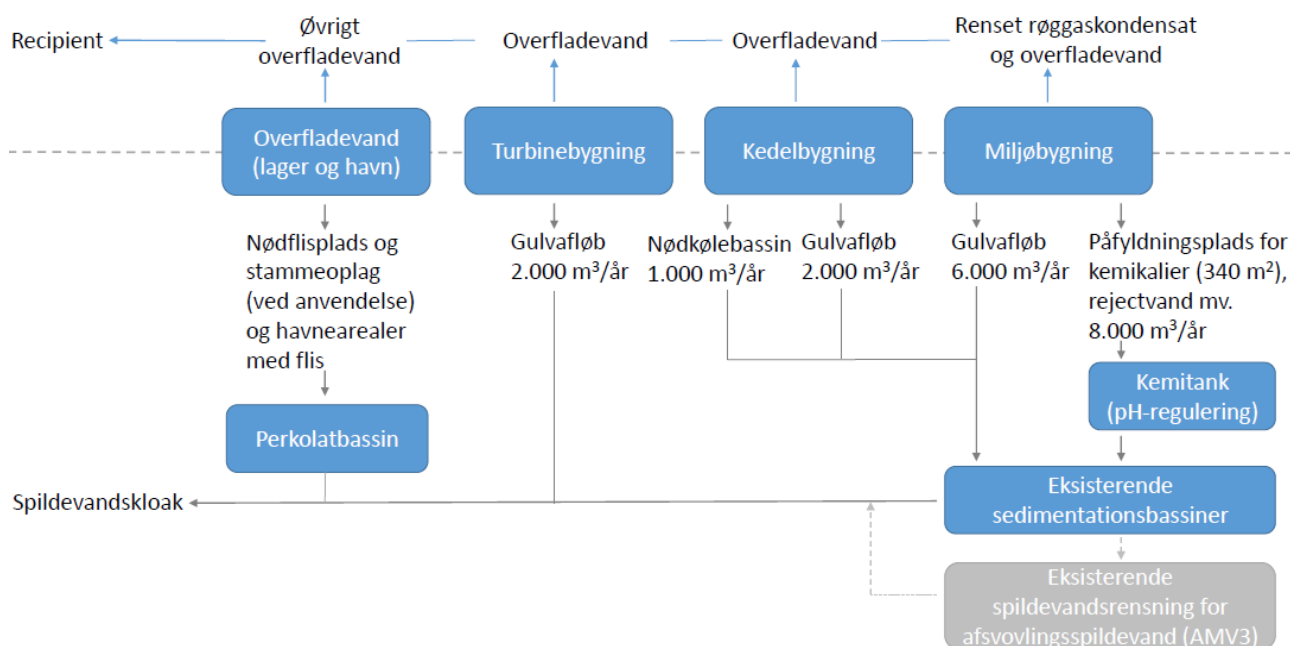 Recipient
Øvrigt
overfladevand
Overfladevand
Overfladevand
Renset røggaskondensat
og overfladevand
Overfladevand
(lager og havn)
Turbinebygning
Kedelbygning
Miljøbygning
Nødflisplads og
stammeoplag
(ved anvendelse)
og havnearealer
med flis
Gulvafløb
2.000 m³/år
Nødkølebassin
1.000 m³/år
Gulvafløb
2.000 m³/år
Gulvafløb
6.000 m³/år
Påfyldningsplads for
kemikalier (340 m²),
rejectvand mv.
8.000 m³/år
Kemitank
(pH-regulering)
Perkolatbassin
Spildevandskloak
Eksisterende
sedimentationsbassiner
Eksisterende
spildevandsrensning for
afsvovlingsspildevand (AMV3)